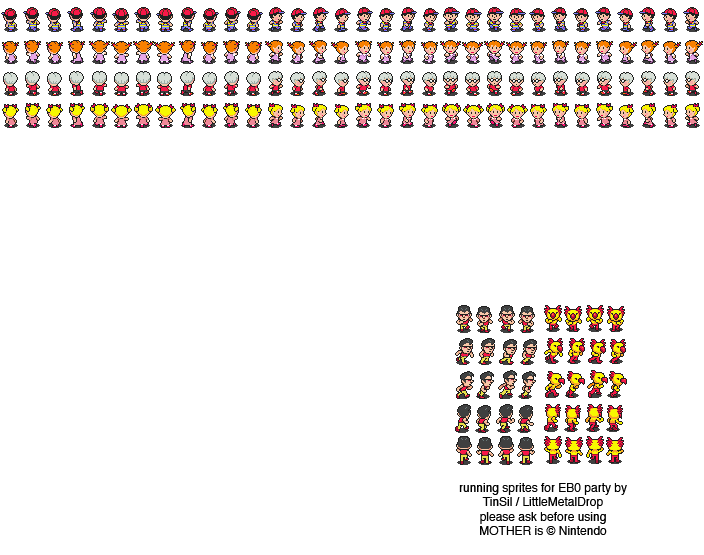 running sprites for EB0 party by
TinSil / LittleMetalDrop
please ask before using
MOTHER is © Nintendo